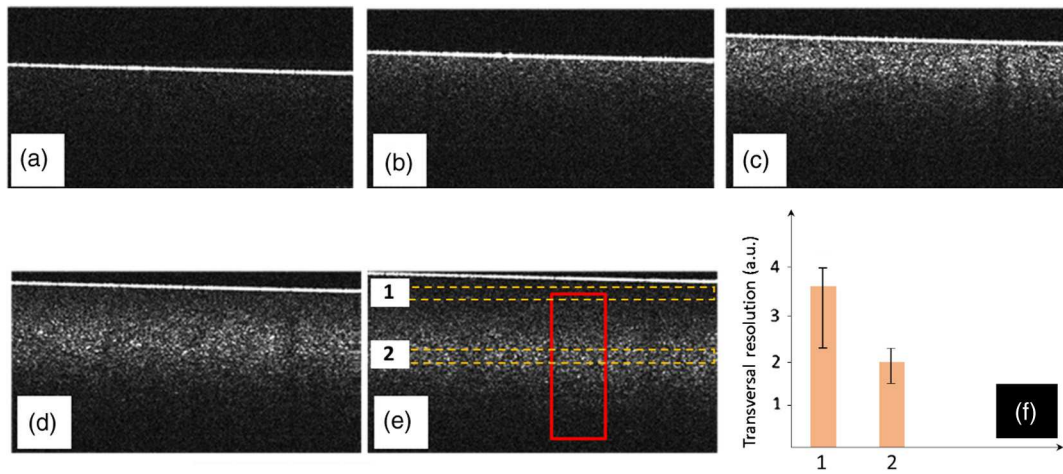 (a)
(b)
(c)
(d)
1
2
(e)
Transversal resolution (a.u.)
4
3
2
1
1
2
(f)